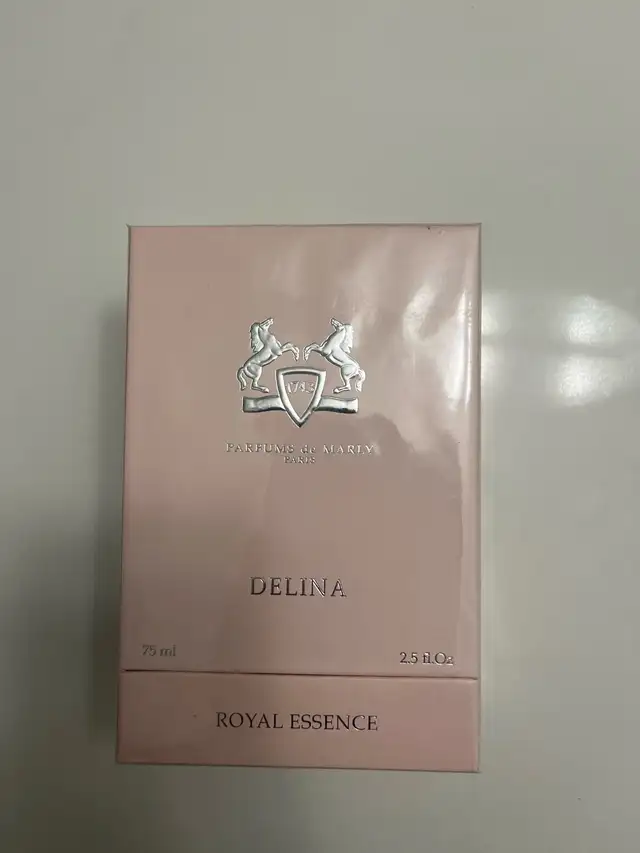 1743
PARFUMS de MARLY
PARIS
DELINA
75 ml
2.5 fl.Oz
ROYAL ESSENCE